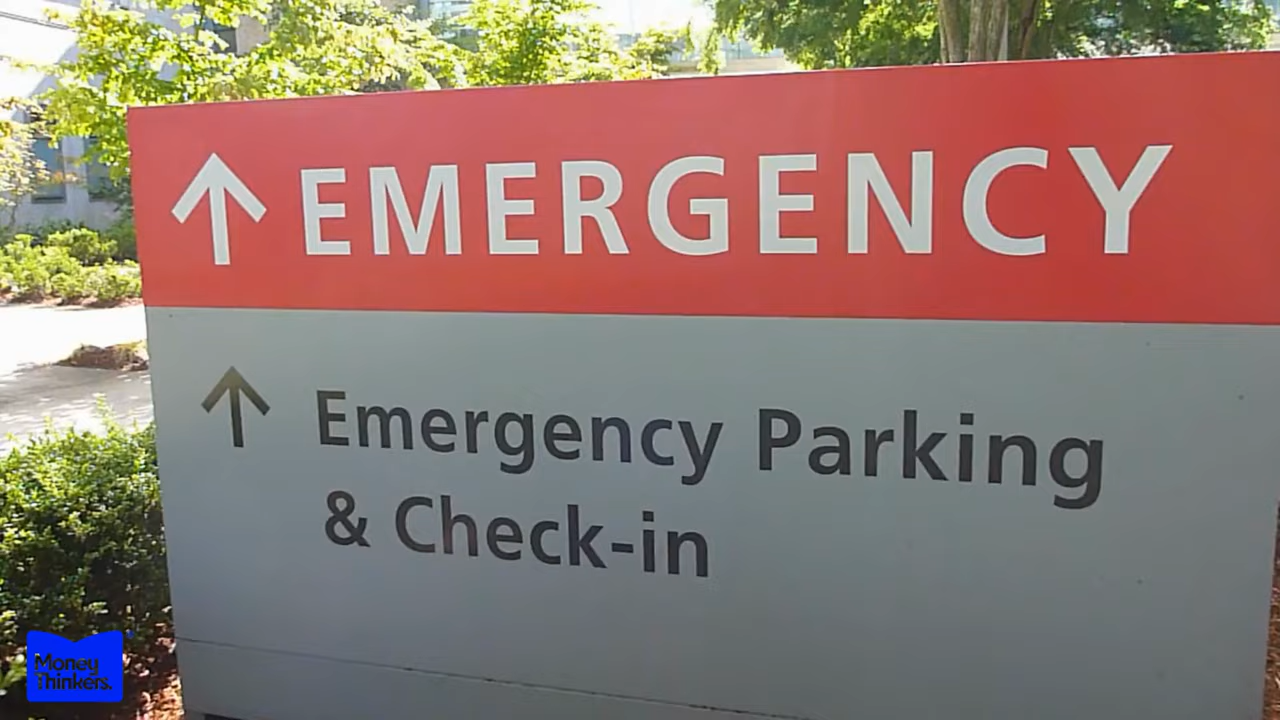 EMERGENCY
Emergency Parking
& Check-in
Money
Thinkers.